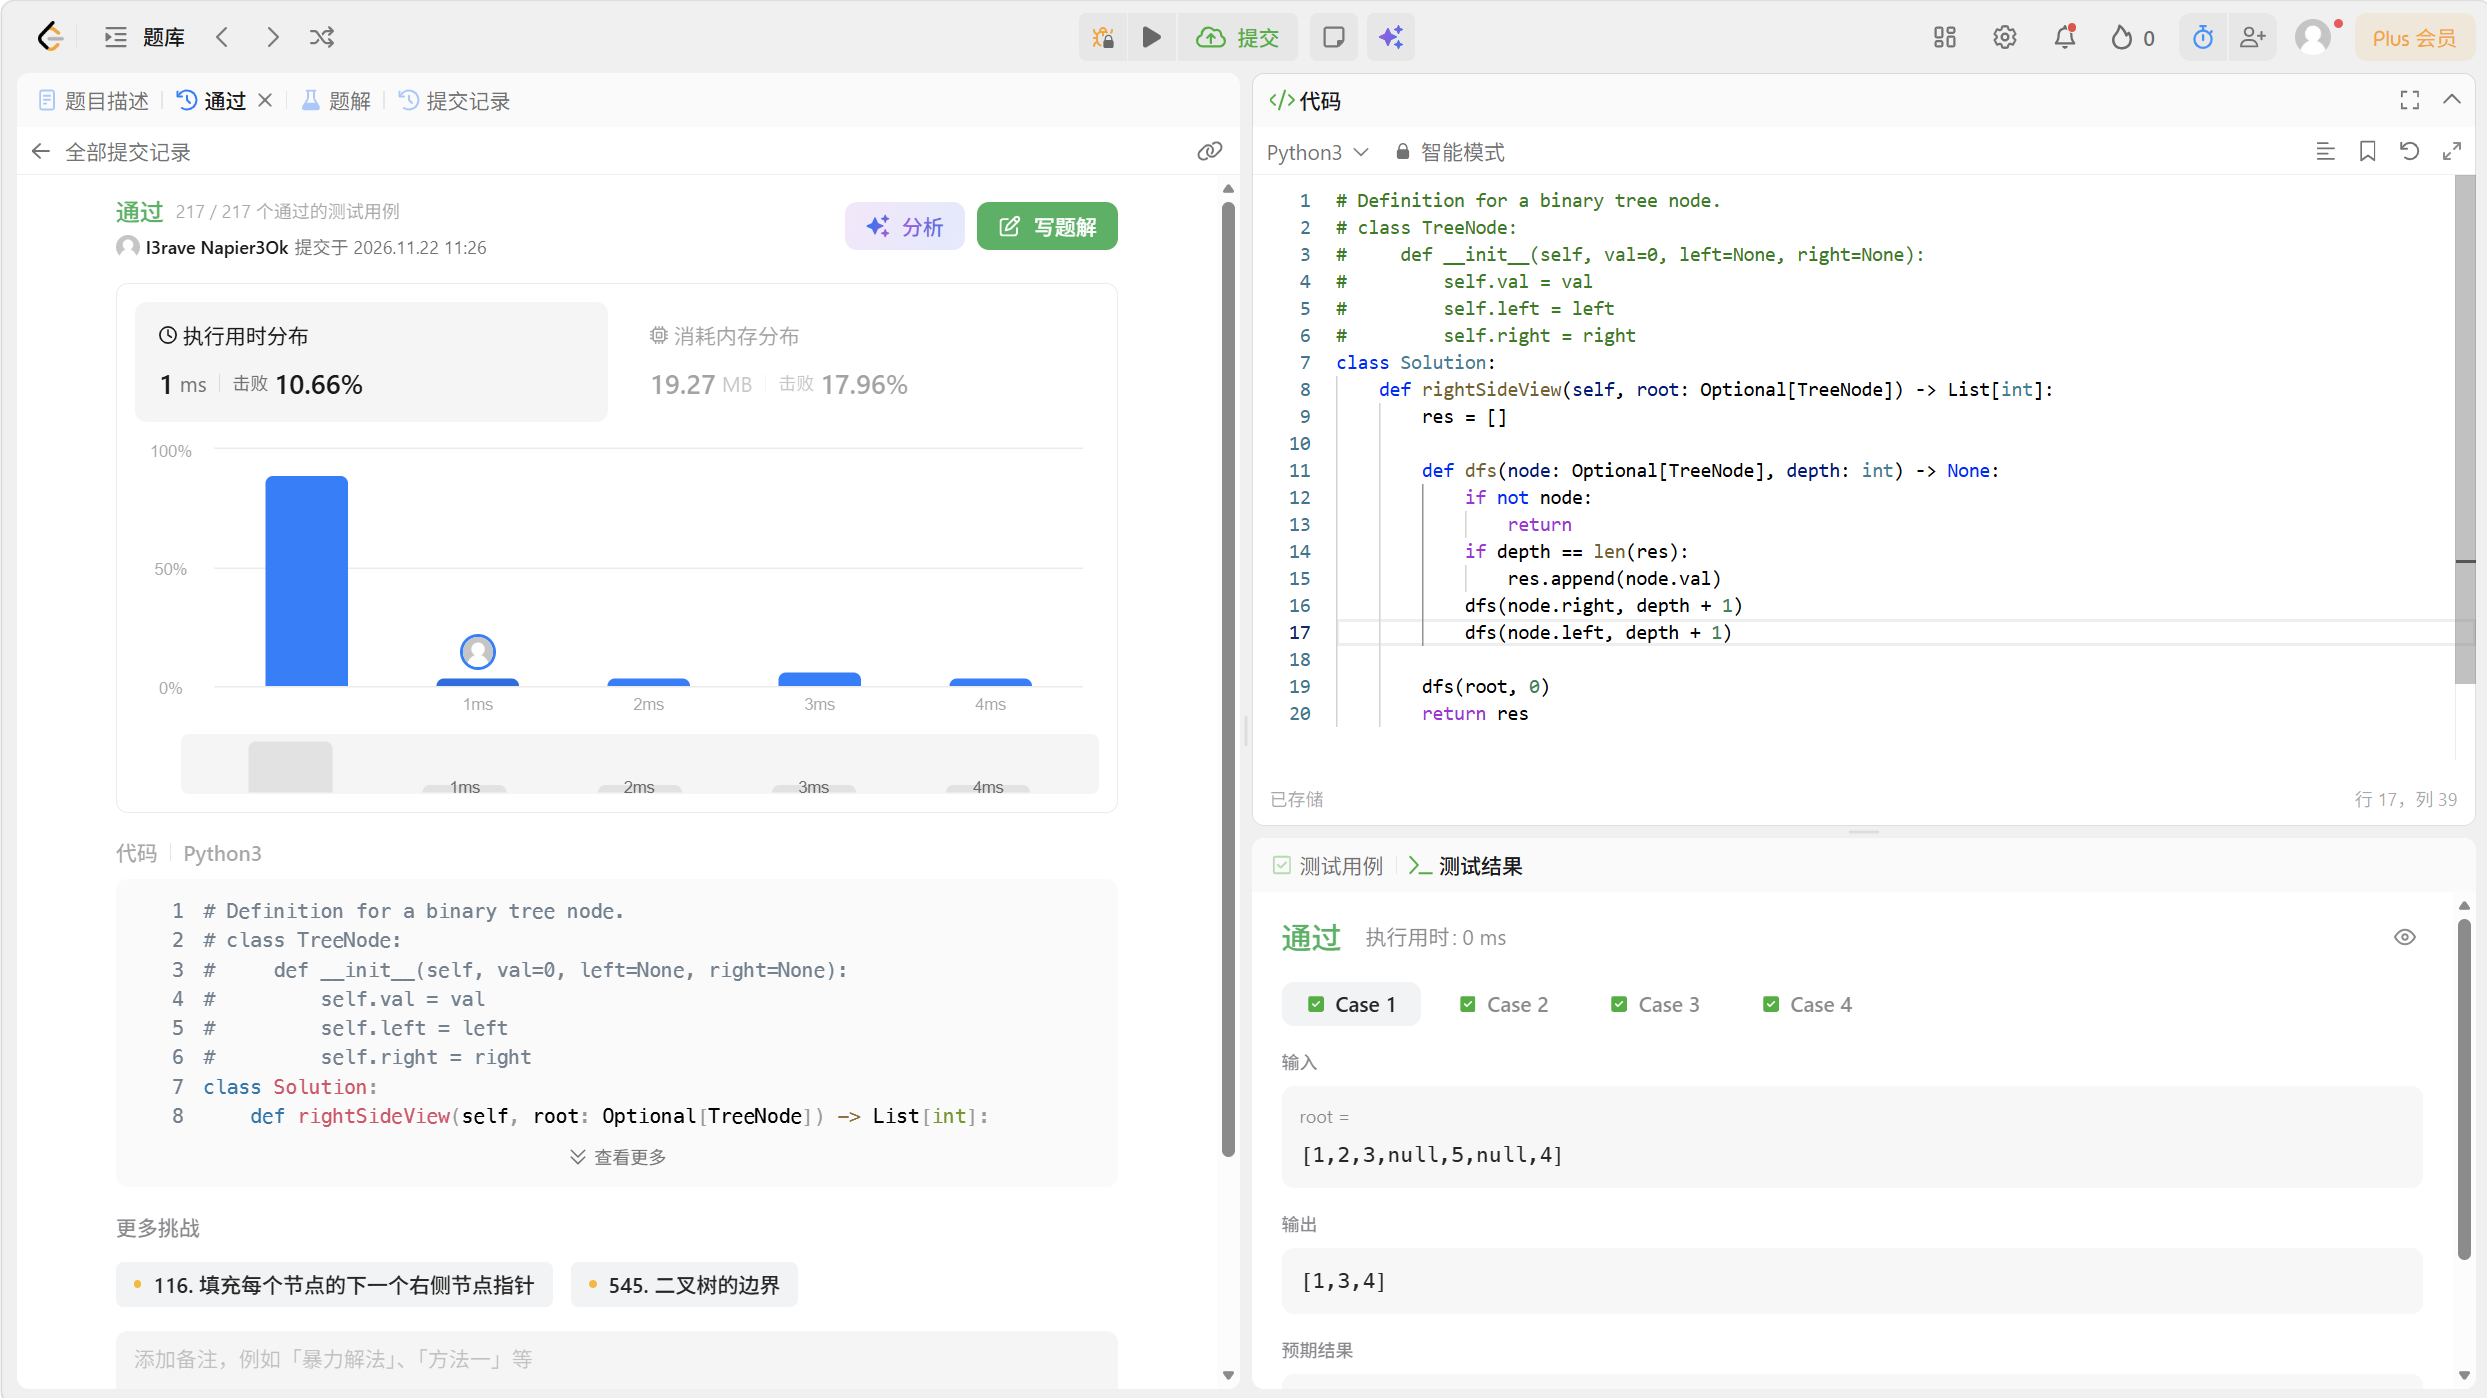 题库
提交
0
Plus 会员
题目描述
通过
题解
提交记录
全部提交记录
通过 217 / 217 个通过的测试用例
I3rave Napier3Ok 提交于 2026.11.22 11:26
分析
写题解
执行用时分布
1 ms 击败 10.66%
消耗内存分布
19.27 MB 击败 17.96%
100%
50%
0%
1ms 2ms 3ms 4ms
1ms 2ms 3ms 4ms
代码 Python3
1 # Definition for a binary tree node.
2 # class TreeNode:
3 #     def __init__(self, val=0, left=None, right=None):
4 #         self.val = val
5 #         self.left = left
6 #         self.right = right
7 class Solution:
8     def rightSideView(self, root: Optional[TreeNode]) -> List[int]:
查看更多
更多挑战
116. 填充每个节点的下一个右侧节点指针
545. 二叉树的边界
添加备注，例如「暴力解法」、「方法一」等
代码
Python3
智能模式
1 # Definition for a binary tree node.
2 # class TreeNode:
3 #     def __init__(self, val=0, left=None, right=None):
4 #         self.val = val
5 #         self.left = left
6 #         self.right = right
7 class Solution:
8     def rightSideView(self, root: Optional[TreeNode]) -> List[int]:
9         res = []
10
11         def dfs(node: Optional[TreeNode], depth: int) -> None:
12             if not node:
13                 return
14             if depth == len(res):
15                 res.append(node.val)
16             dfs(node.right, depth + 1)
17             dfs(node.left, depth + 1)
18
19         dfs(root, 0)
20         return res
已存储
行 17，列 39
测试用例
测试结果
通过 执行用时: 0 ms
Case 1 Case 2 Case 3 Case 4
输入
root =
[1,2,3,null,5,null,4]
输出
[1,3,4]
预期结果